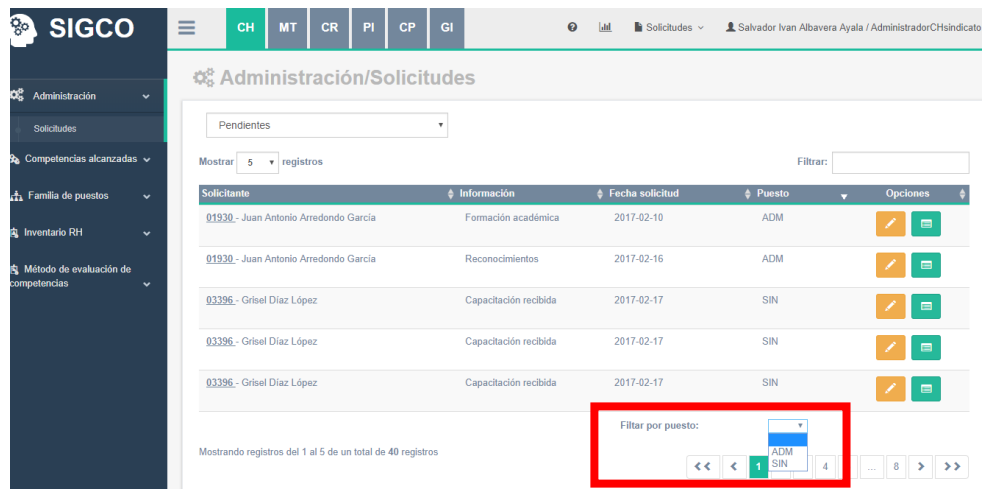 SIGCO
CH MT CR PI CP GI
Solicitudes
Salvador Ivan Albavera Ayala / AdministradorCHsindicato
Administración
Solicitudes
Competencias alcanzadas
Familia de puestos
Inventario RH
Método de evaluación de
competencias
Administración/Solicitudes
Pendientes
Mostrar 5 registros
Filtrar:
Solicitante Información Fecha solicitud Puesto Opciones
01930 - Juan Antonio Arredondo García Formación académica 2017-02-10 ADM
01930 - Juan Antonio Arredondo García Reconocimientos 2017-02-16 ADM
03396 - Grisel Díaz López Capacitación recibida 2017-02-17 SIN
03396 - Grisel Díaz López Capacitación recibida 2017-02-17 SIN
03396 - Grisel Díaz López Capacitación recibida 2017-02-17 SIN
Filtar por puesto:
ADM
SIN
Mostrando registros del 1 al 5 de un total de 40 registros
<< < 1 4 ... 8 > >>